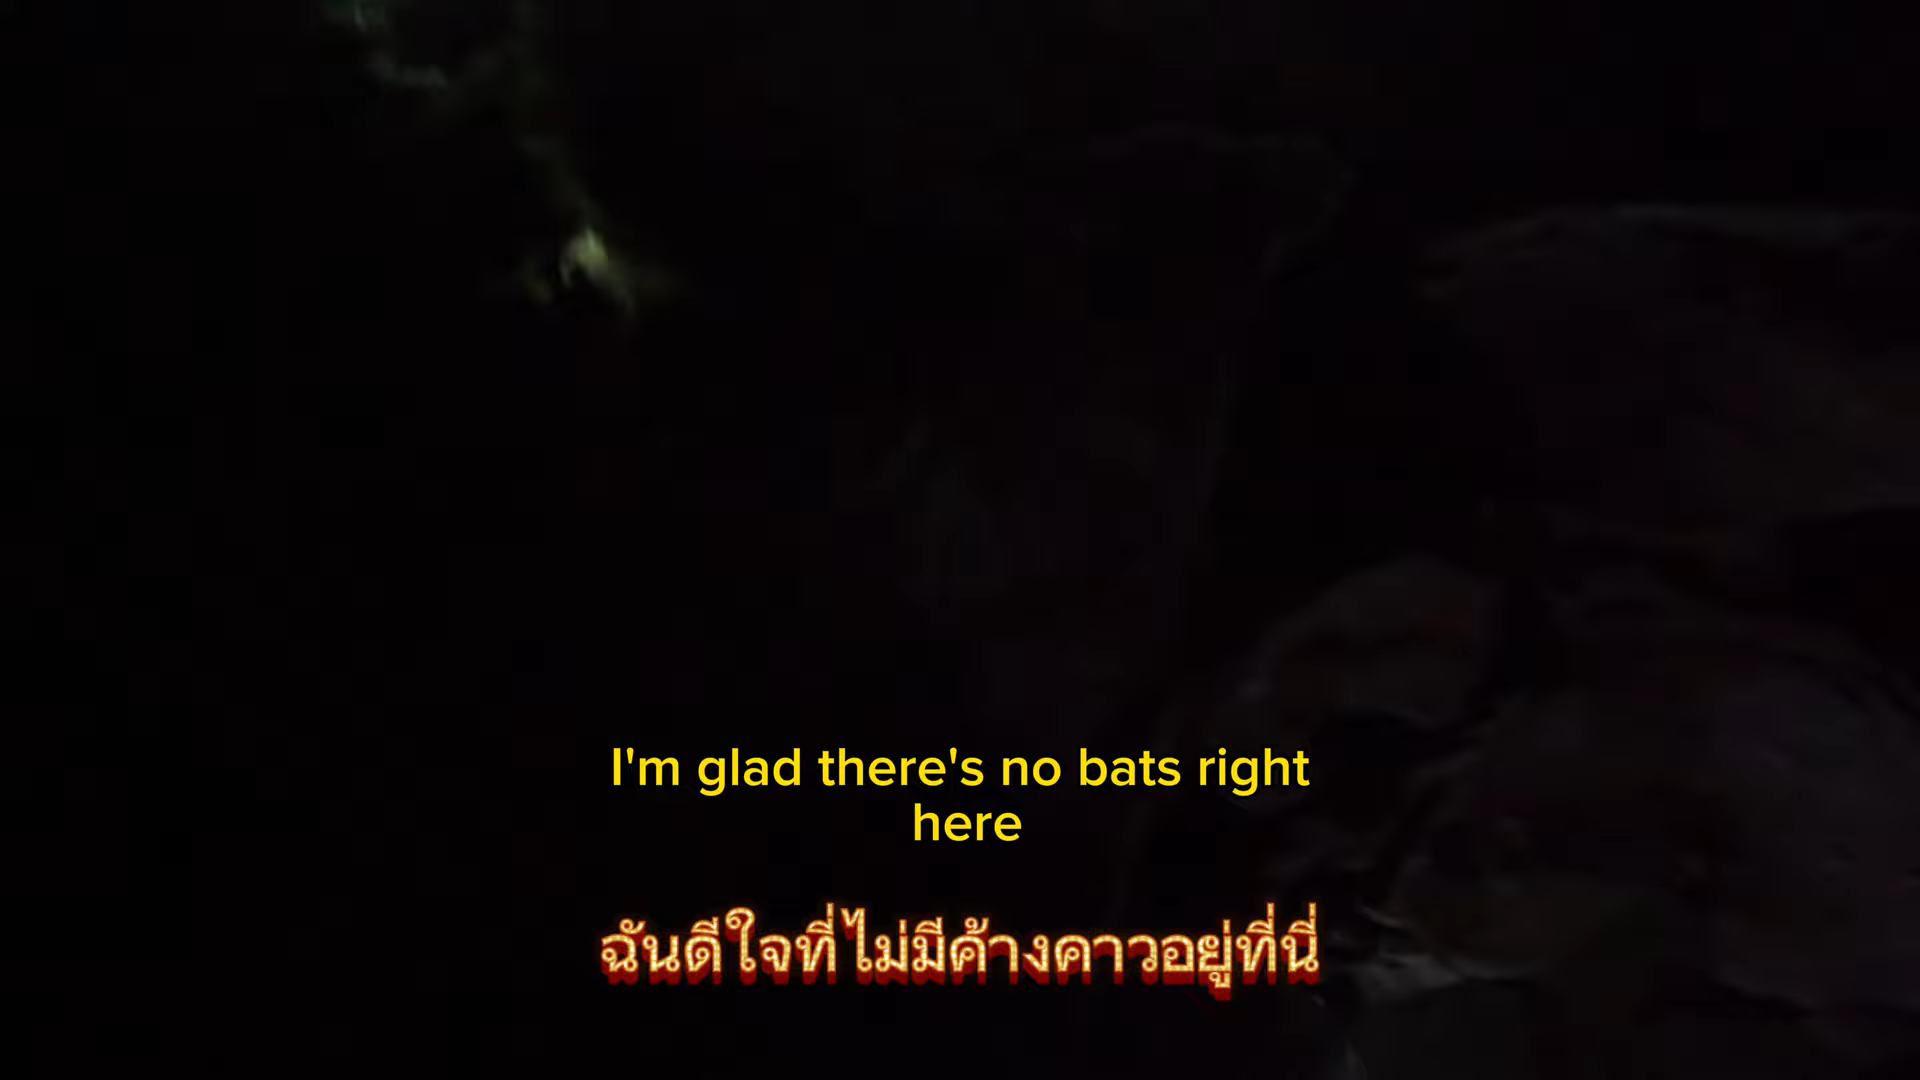 I'm glad there's no bats right
here
ฉันดีใจที่ไม่มีค้างคาวอยู่ที่นี่